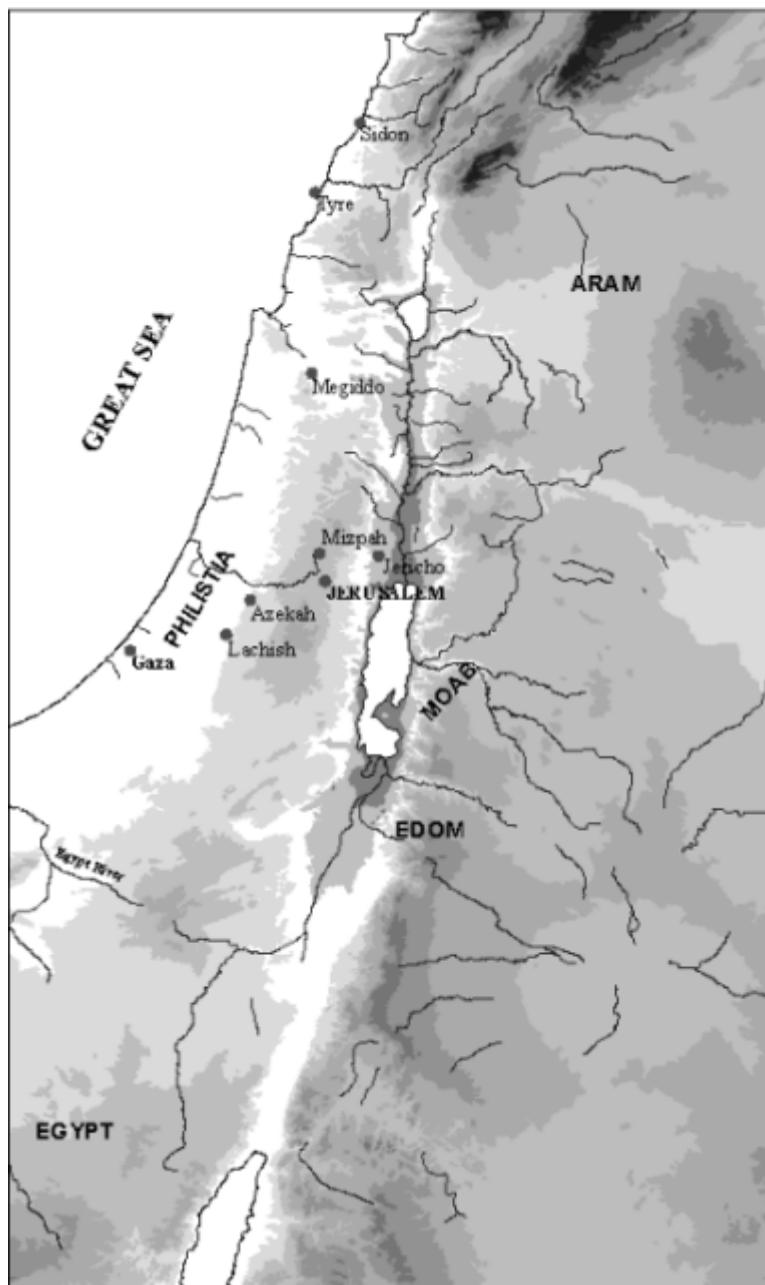 Sidon
Tyre
ARAM
GREAT SEA
Megiddo
Mizpah
Jericho
JERUSALEM
PHILISTIA
Azekah
Lachish
Gaza
MOAB
EDOM
Egypt River
EGYPT